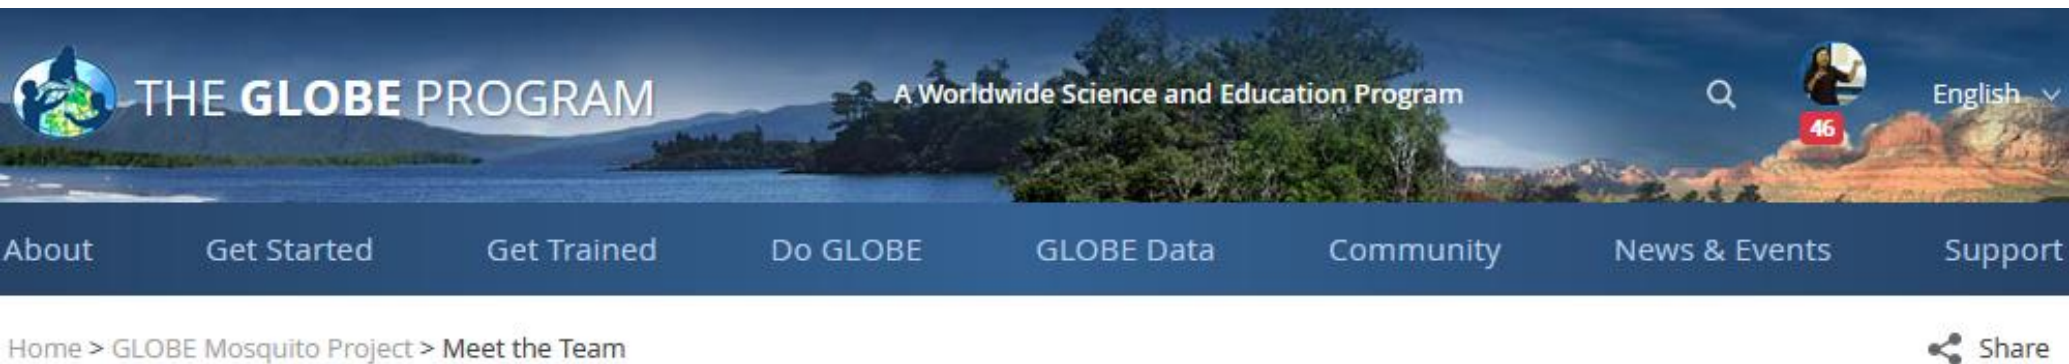 THE GLOBE PROGRAM
A Worldwide Science and Education Program
English
46
About Get Started Get Trained Do GLOBE GLOBE Data Community News & Events Support
Home > GLOBE Mosquito Project > Meet the Team
Share